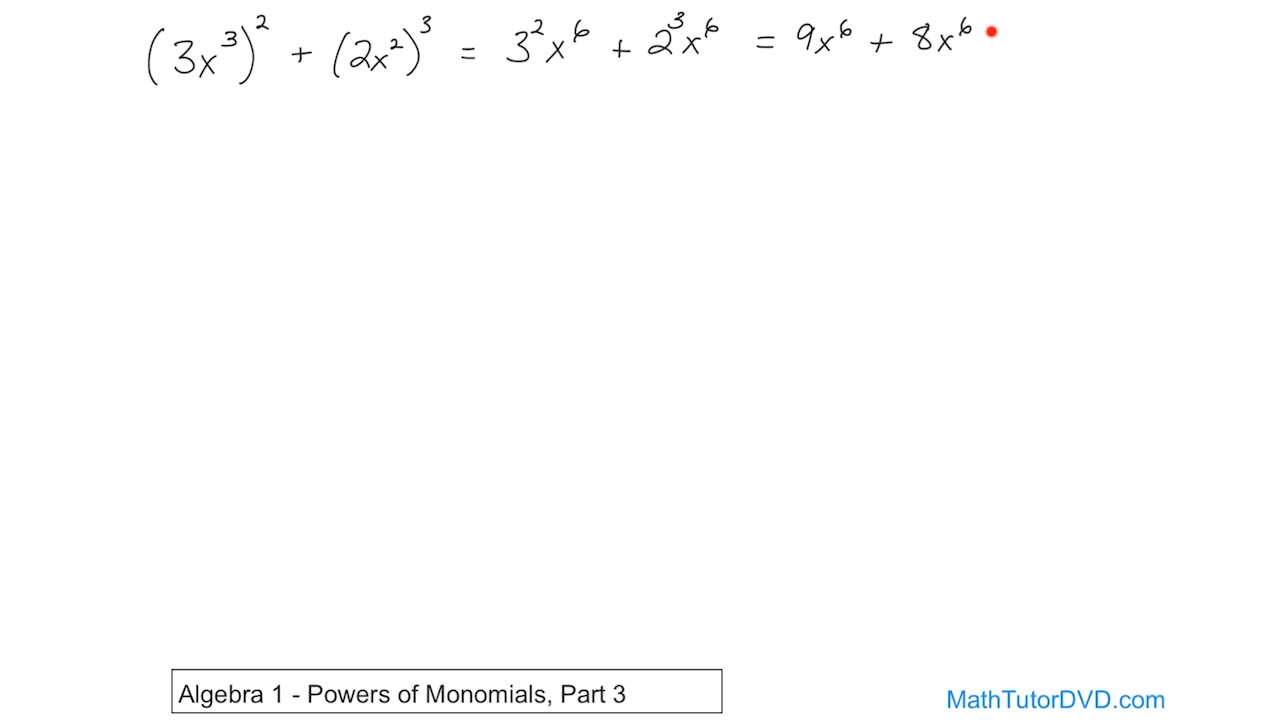 (3x³)² + (2x²)³ = 3²x⁶ + 2³x⁶ = 9x⁶ + 8x⁶
Algebra 1 - Powers of Monomials, Part 3
MathTutorDVD.com